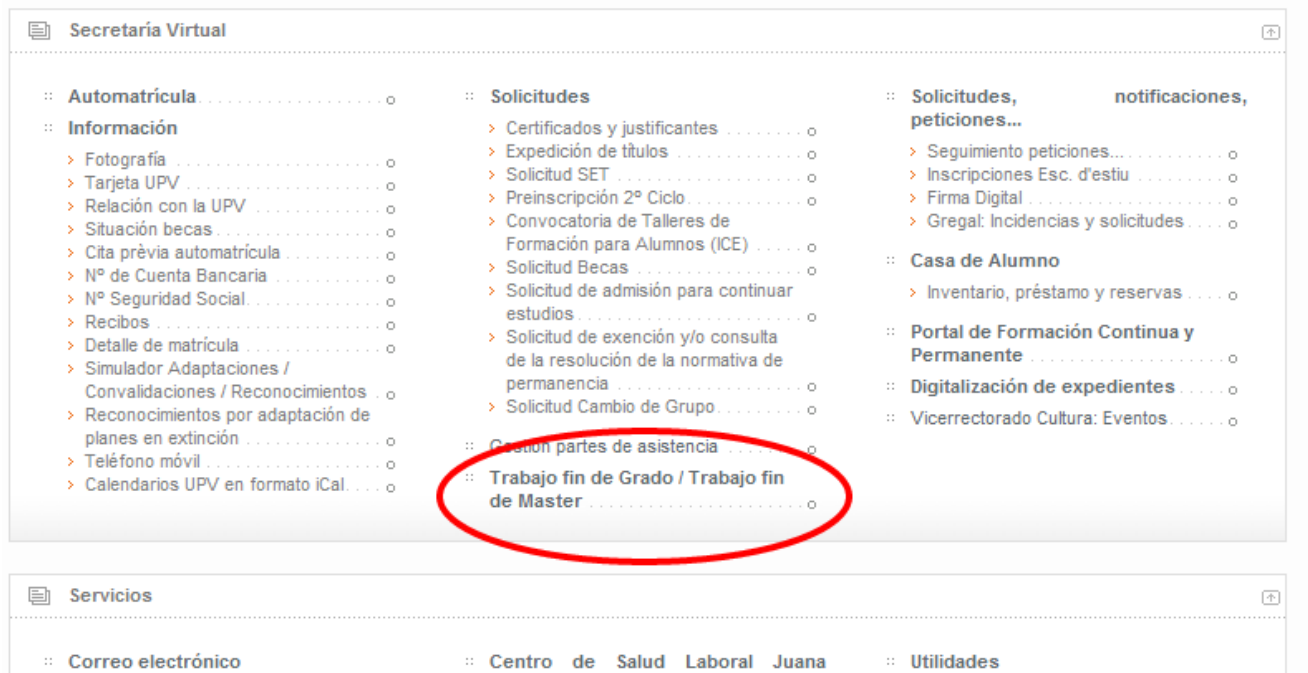 Secretaría Virtual
Automatrícula
Información
Fotografía
Tarjeta UPV
Relación con la UPV
Situación becas
Cita prèvia automatrícula
Nº de Cuenta Bancaria
Nº Seguridad Social
Recibos
Detalle de matrícula
Simulador Adaptaciones /
Convalidaciones / Reconocimientos
Reconocimientos por adaptación de
planes en extinción
Teléfono móvil
Calendarios UPV en formato iCal
Solicitudes
Certificados y justificantes
Expedición de títulos
Solicitud SET
Preinscripción 2º Ciclo
Convocatoria de Talleres de
Formación para Alumnos (ICE)
Solicitud Becas
Solicitud de admisión para continuar
estudios
Solicitud de exención y/o consulta
de la resolución de la normativa de
permanencia
Solicitud Cambio de Grupo
Gestión partes de asistencia
Trabajo fin de Grado / Trabajo fin
de Master
Solicitudes, notificaciones,
peticiones...
Seguimiento peticiones...
Inscripciones Esc. d'estiu
Firma Digital
Gregal: Incidencias y solicitudes
Casa de Alumno
Inventario, préstamo y reservas
Portal de Formación Continua y
Permanente
Digitalización de expedientes
Vicerrectorado Cultura: Eventos
Servicios
Correo electrónico
Centro de Salud Laboral Juana
Utilidades